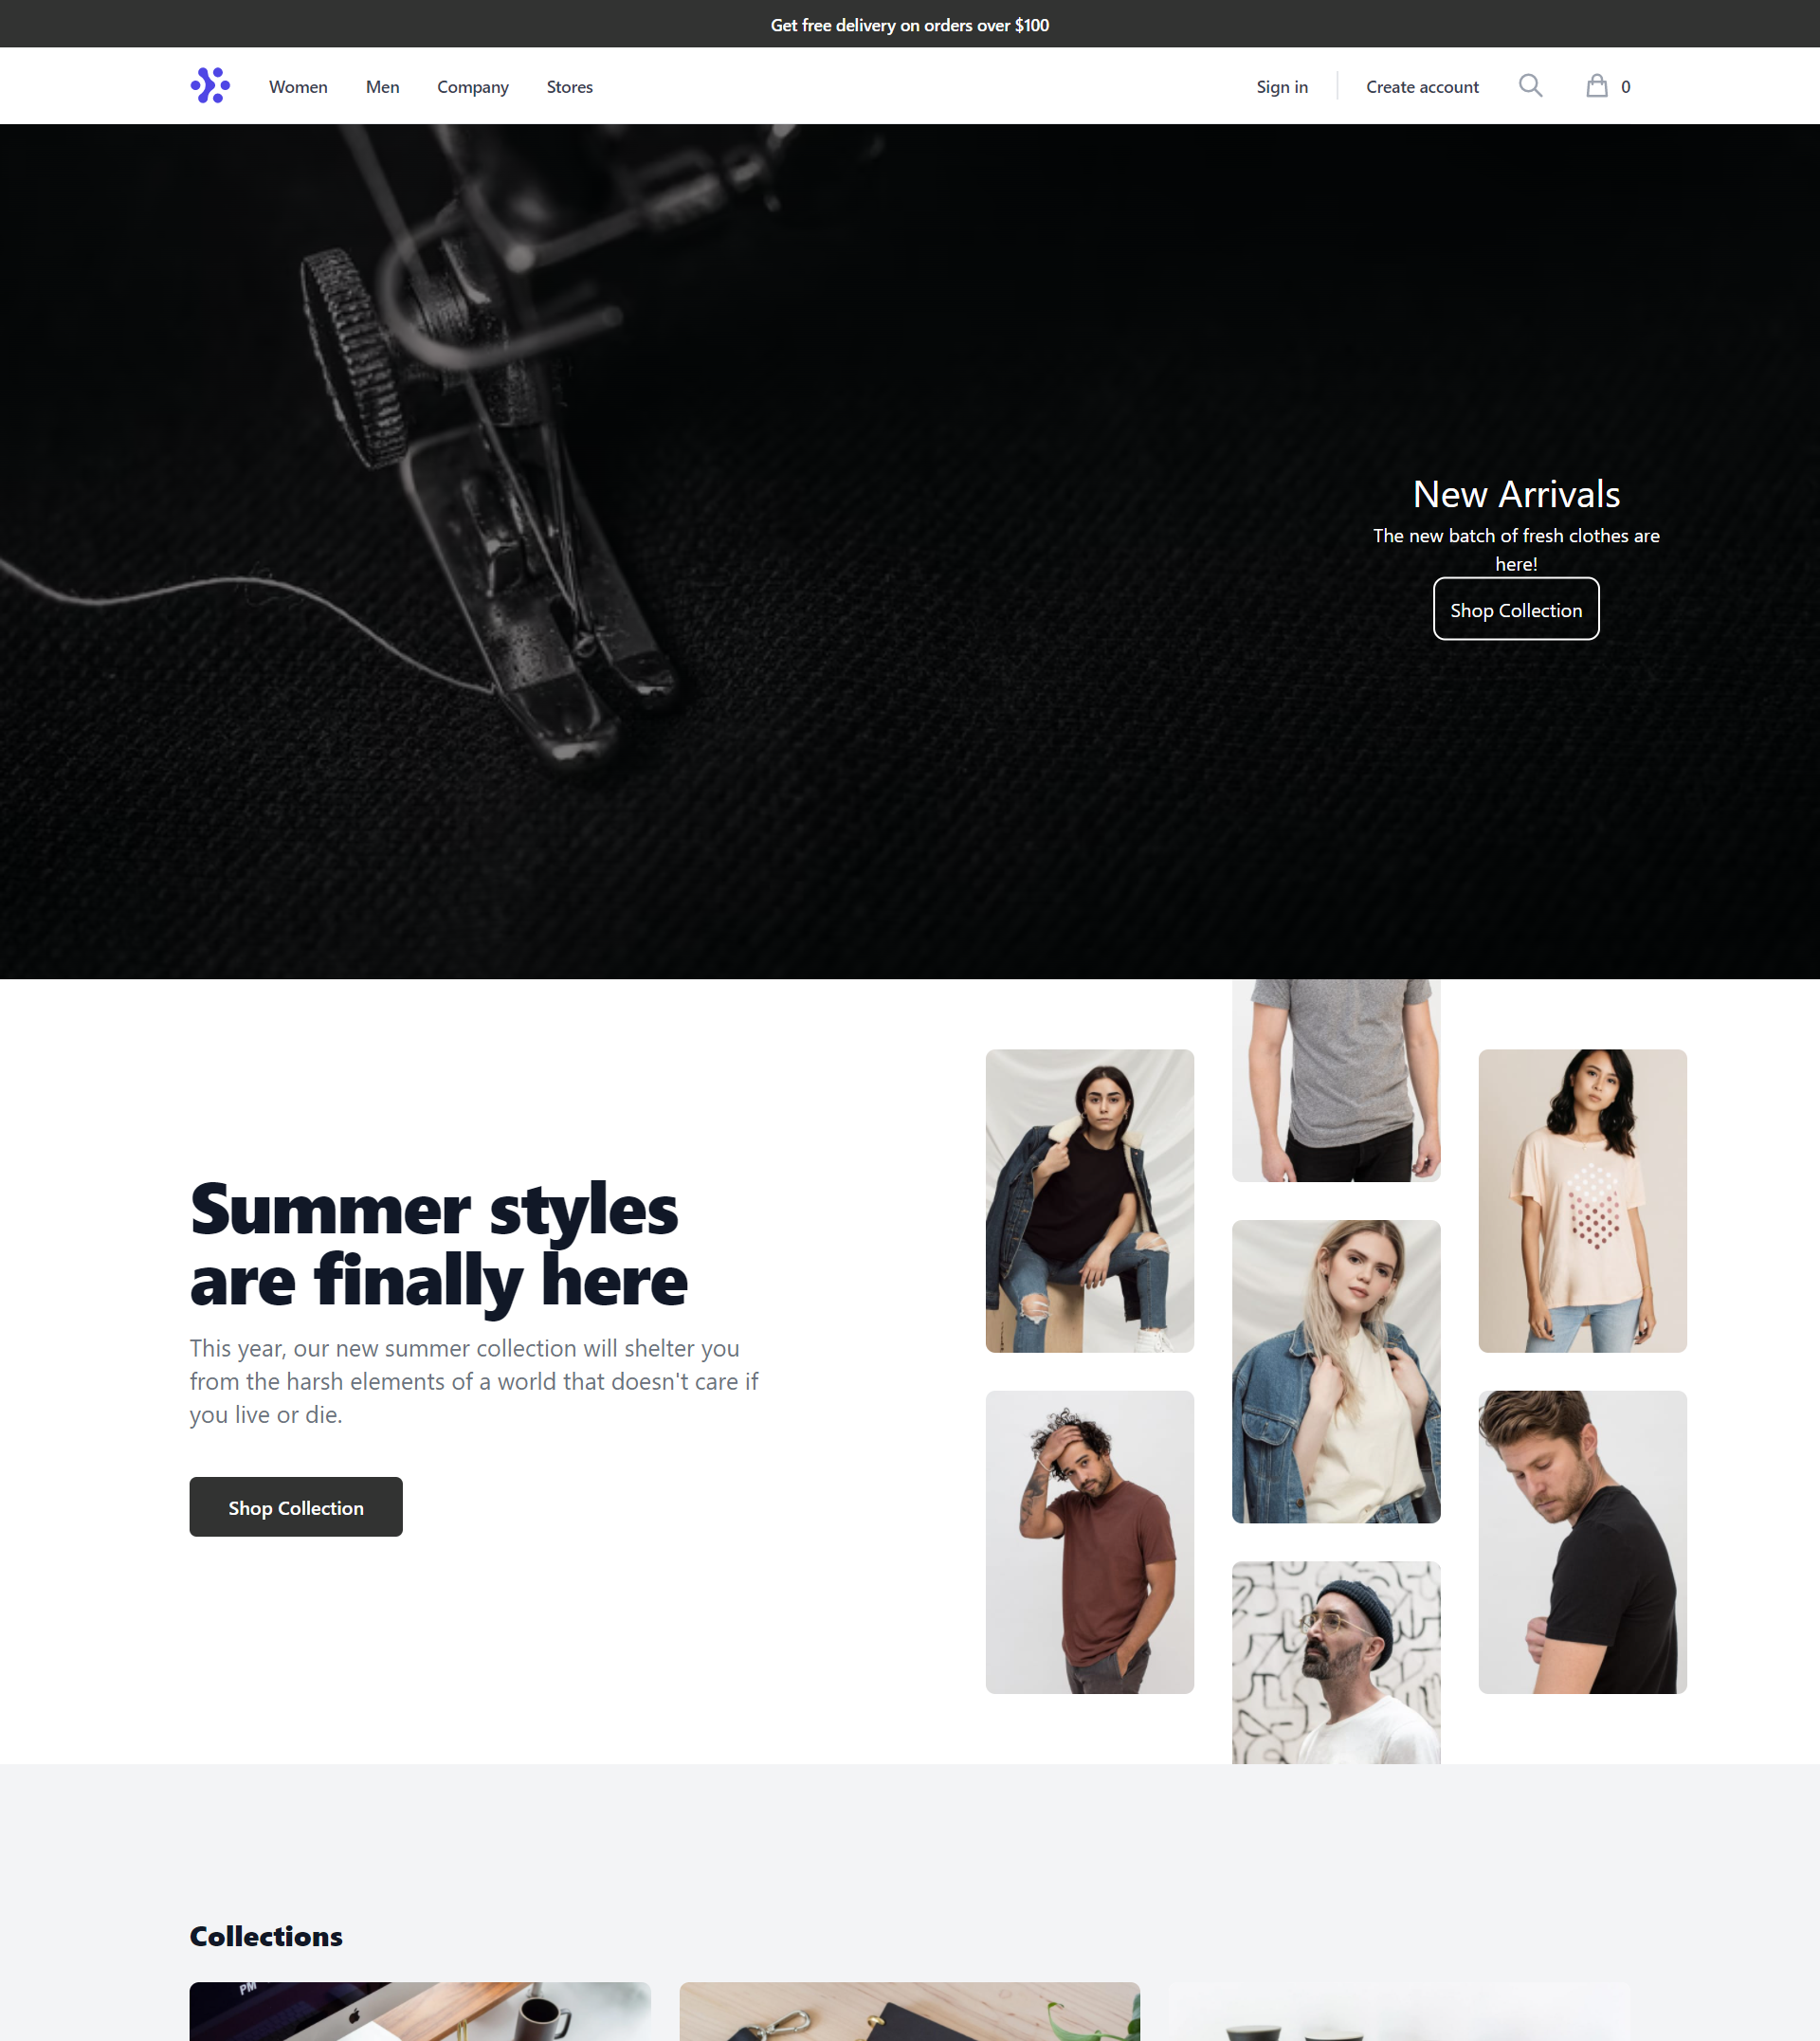 Get free delivery on orders over $100
Women Men Company Stores Sign in Create account 0
New Arrivals
The new batch of fresh clothes are
here!
Shop Collection
Summer styles
are finally here
This year, our new summer collection will shelter you
from the harsh elements of a world that doesn't care if
you live or die.
Shop Collection
Collections
PM